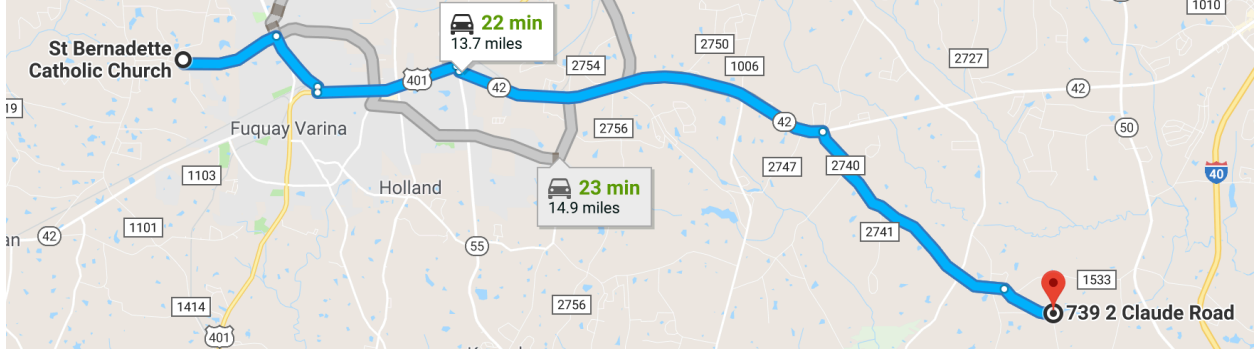 1010
22 min
13.7 miles
St Bernadette
Catholic Church
2750
2754
1006
2727
401
42
42
19
50
Fuquay Varina
2756
42
2747
2740
1103
40
23 min
14.9 miles
Holland
1101
an
42
55
2741
1533
1414
2756
739 2 Claude Road
401